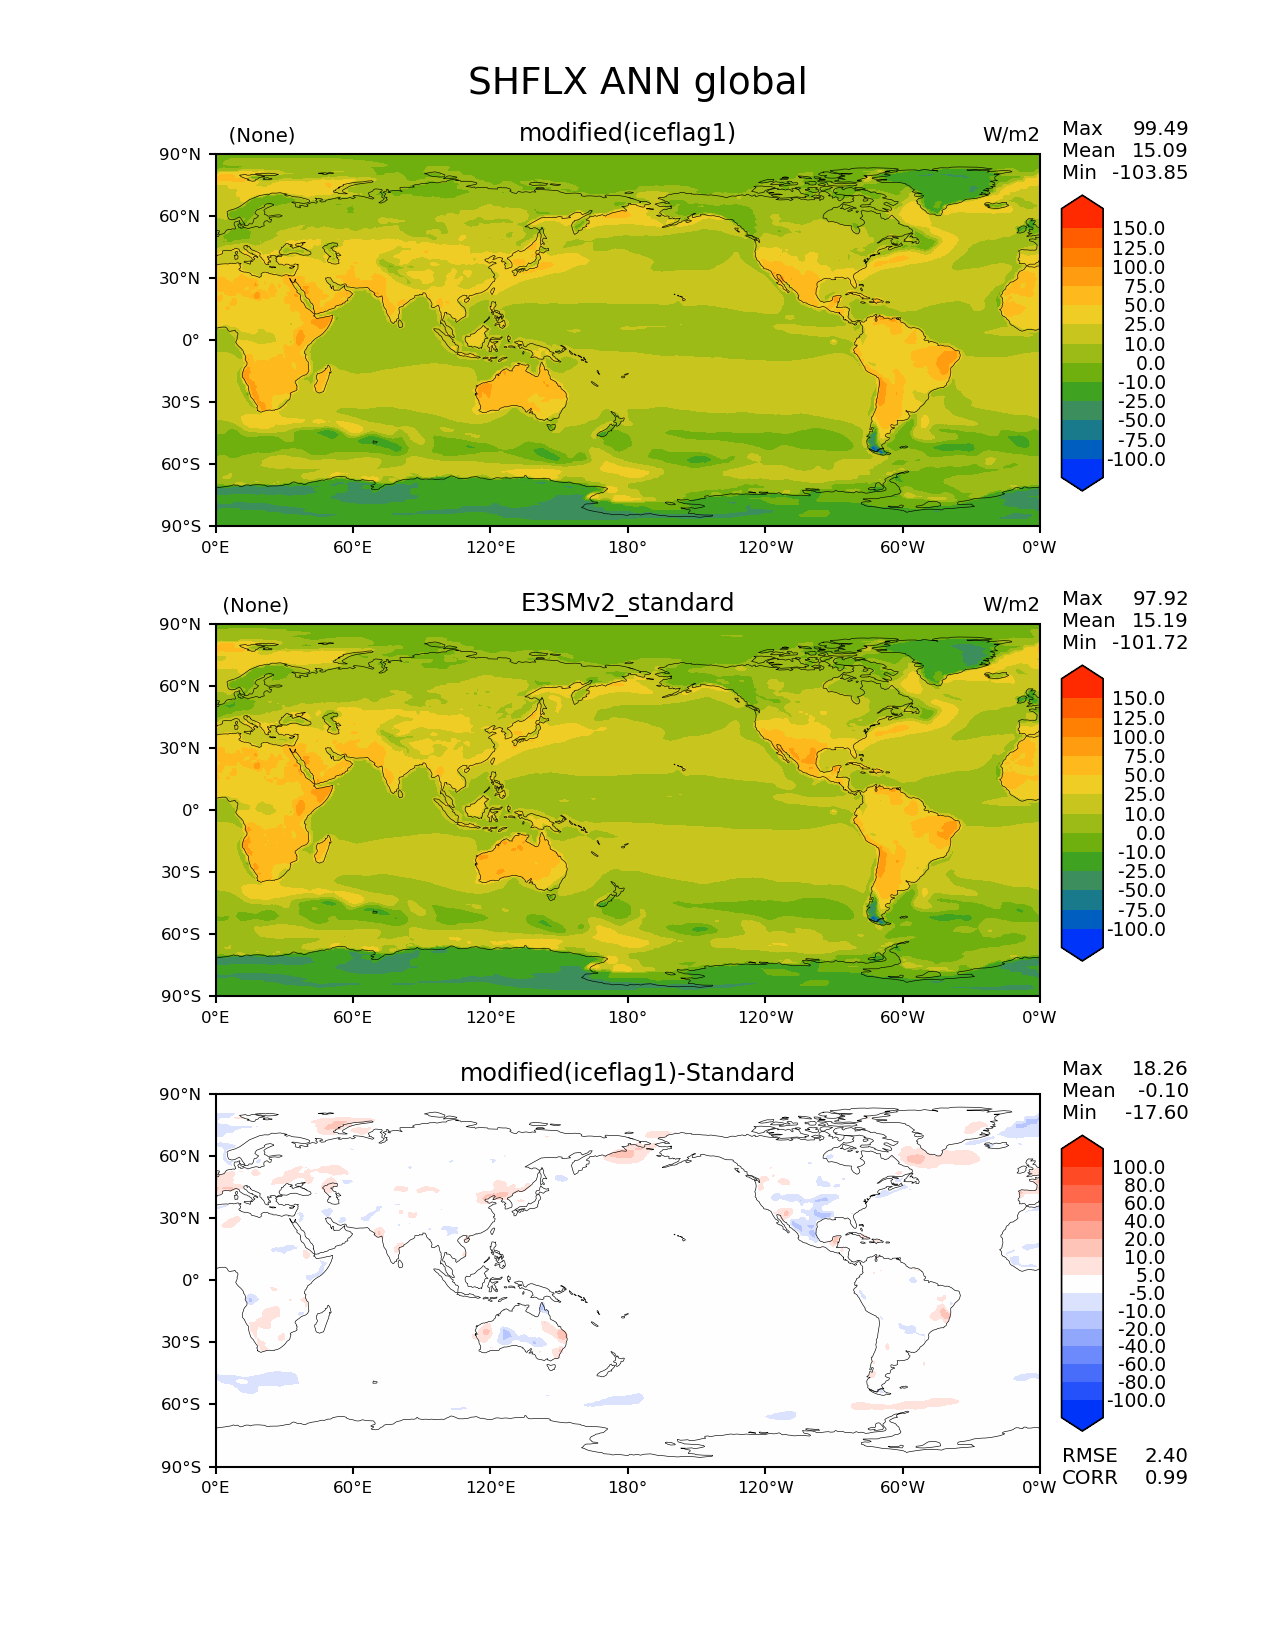 SHFLX ANN global
(None) modified(iceflag1) W/m2
Max 99.49
Mean 15.09
Min -103.85
90°N
60°N
30°N
0°
30°S
60°S
90°S
0°E 60°E 120°E 180° 120°W 60°W 0°W
150.0
125.0
100.0
75.0
50.0
25.0
10.0
0.0
-10.0
-25.0
-50.0
-75.0
-100.0
(None) E3SMv2_standard W/m2
Max 97.92
Mean 15.19
Min -101.72
90°N
60°N
30°N
0°
30°S
60°S
90°S
0°E 60°E 120°E 180° 120°W 60°W 0°W
150.0
125.0
100.0
75.0
50.0
25.0
10.0
0.0
-10.0
-25.0
-50.0
-75.0
-100.0
modified(iceflag1)-Standard
Max 18.26
Mean -0.10
Min -17.60
90°N
60°N
30°N
0°
30°S
60°S
90°S
0°E 60°E 120°E 180° 120°W 60°W 0°W
100.0
80.0
60.0
40.0
20.0
10.0
5.0
-5.0
-10.0
-20.0
-40.0
-60.0
-80.0
-100.0
RMSE 2.40
CORR 0.99